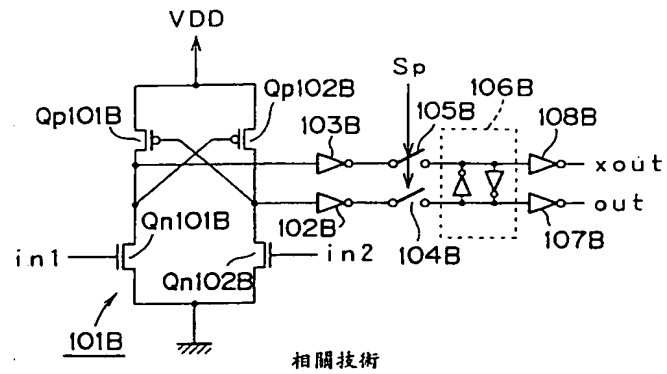 VDD
Sp
106B
Qp102B
105B
Qp101B
103B
108B
xout
out
102B
104B
107B
Qn101B
in1
Qn102B
in2
101B
相關技術